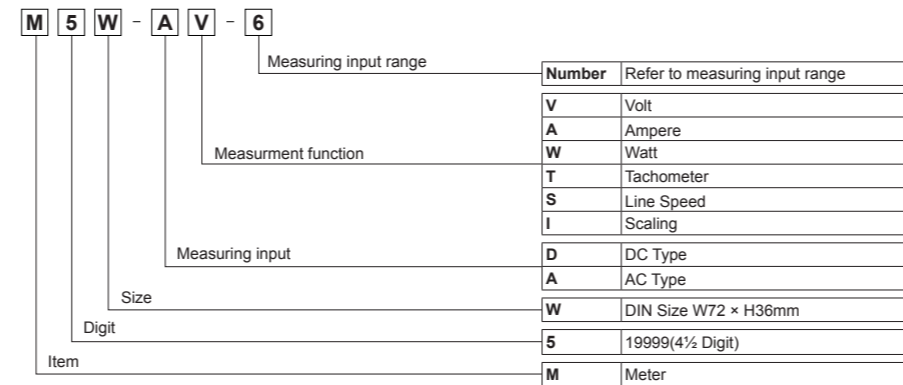 M 5 W - A V - 6
Measuring input range
Number Refer to measuring input range
V Volt
A Ampere
Measurment function
W Watt
T Tachometer
S Line Speed
I Scaling
Measuring input
D DC Type
A AC Type
Size
W DIN Size W72 × H36mm
Digit
5 19999(4½ Digit)
Item
M Meter